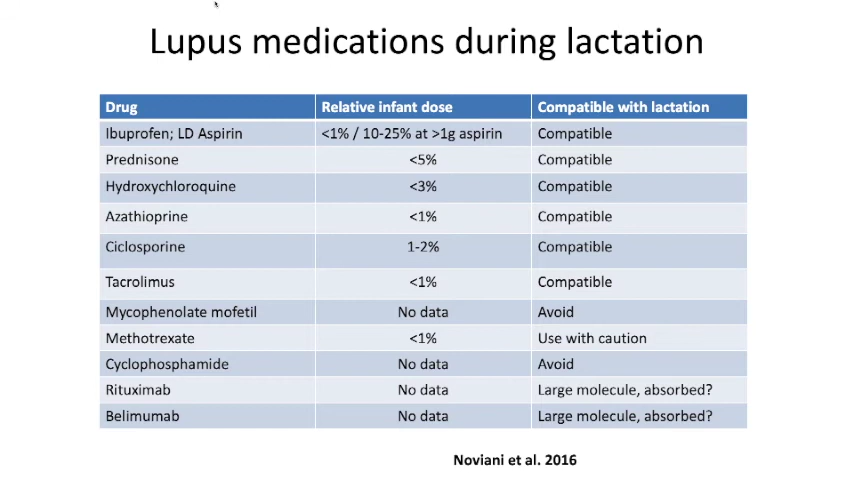 Lupus medications during lactation
Drug Relative infant dose Compatible with lactation
Ibuprofen; LD Aspirin <1% / 10-25% at >1g aspirin Compatible
Prednisone <5% Compatible
Hydroxychloroquine <3% Compatible
Azathioprine <1% Compatible
Ciclosporine 1-2% Compatible
Tacrolimus <1% Compatible
Mycophenolate mofetil No data Avoid
Methotrexate <1% Use with caution
Cyclophosphamide No data Avoid
Rituximab No data Large molecule, absorbed?
Belimumab No data Large molecule, absorbed?
Noviani et al. 2016